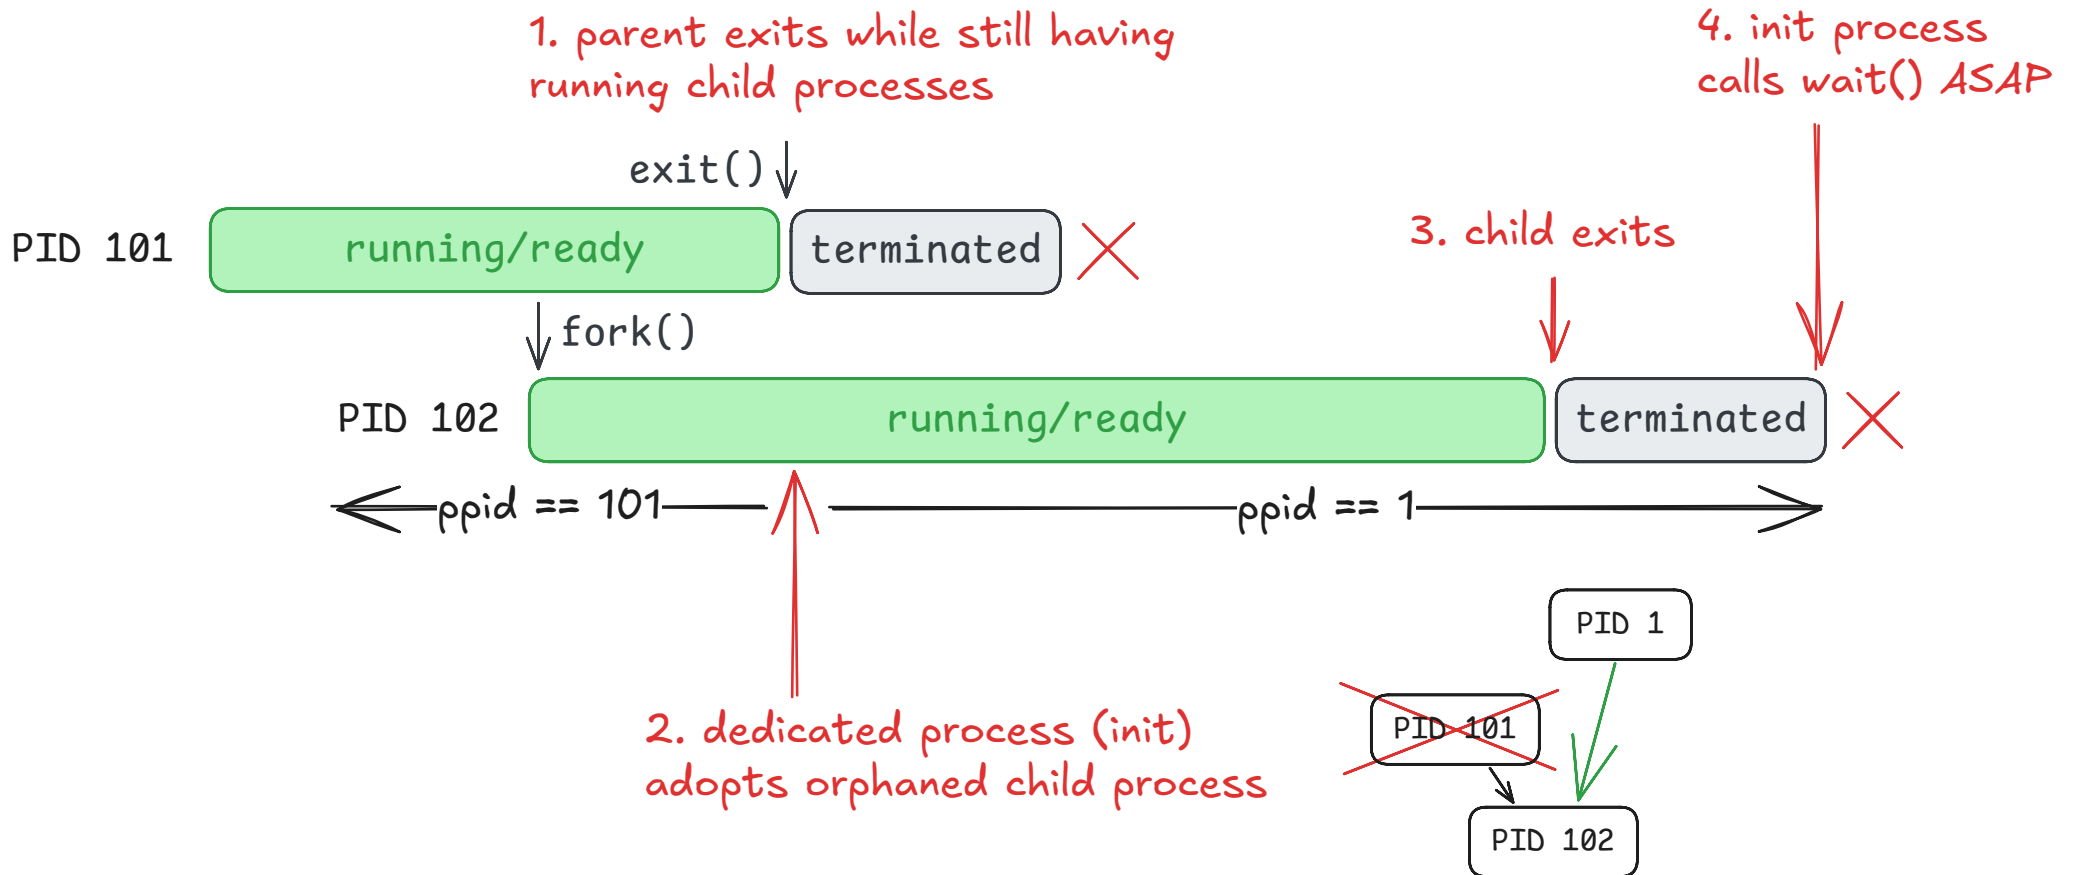 1. parent exits while still having
running child processes
4. init process
calls wait() ASAP
exit()
PID 101
running/ready
terminated
3. child exits
fork()
PID 102
running/ready
terminated
ppid == 101
ppid == 1
PID 1
2. dedicated process (init)
adopts orphaned child process
PID 101
PID 102